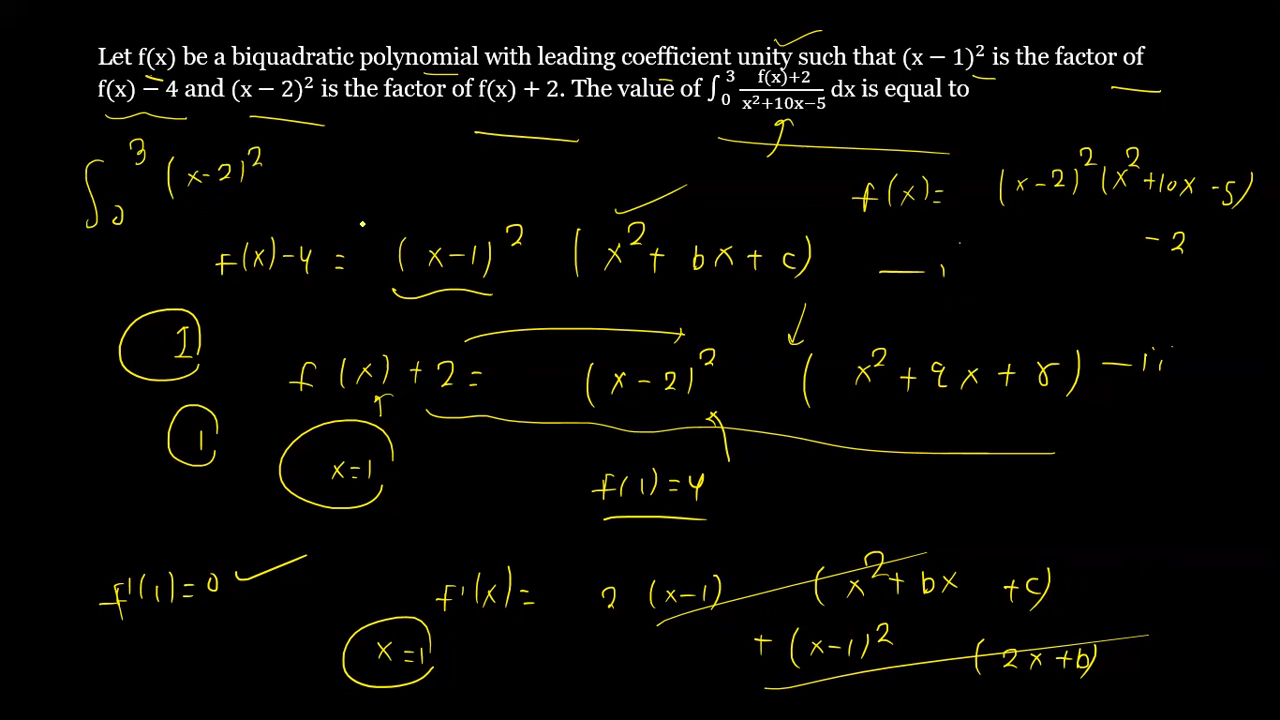 Let f(x) be a biquadratic polynomial with leading coefficient unity such that (x − 1)² is the factor of
f(x) − 4 and (x − 2)² is the factor of f(x) + 2. The value of ∫₀³ f(x)+2 / x²+10x−5 dx is equal to
∫₀³ (x-2)²
f(x) = (x-2)² (x² + 10x - 5)
- 2
f(x) - 4 = (x-1)² (x² + bx + c) — i
1
f(x) + 2 = (x-2)² (x² + qx + r) — ii
1
x=1
f(1) = 4
f'(1) = 0
f'(x) = 2 (x-1) (x² + bx + c)
x=1
+ (x-1)² (2x + b)